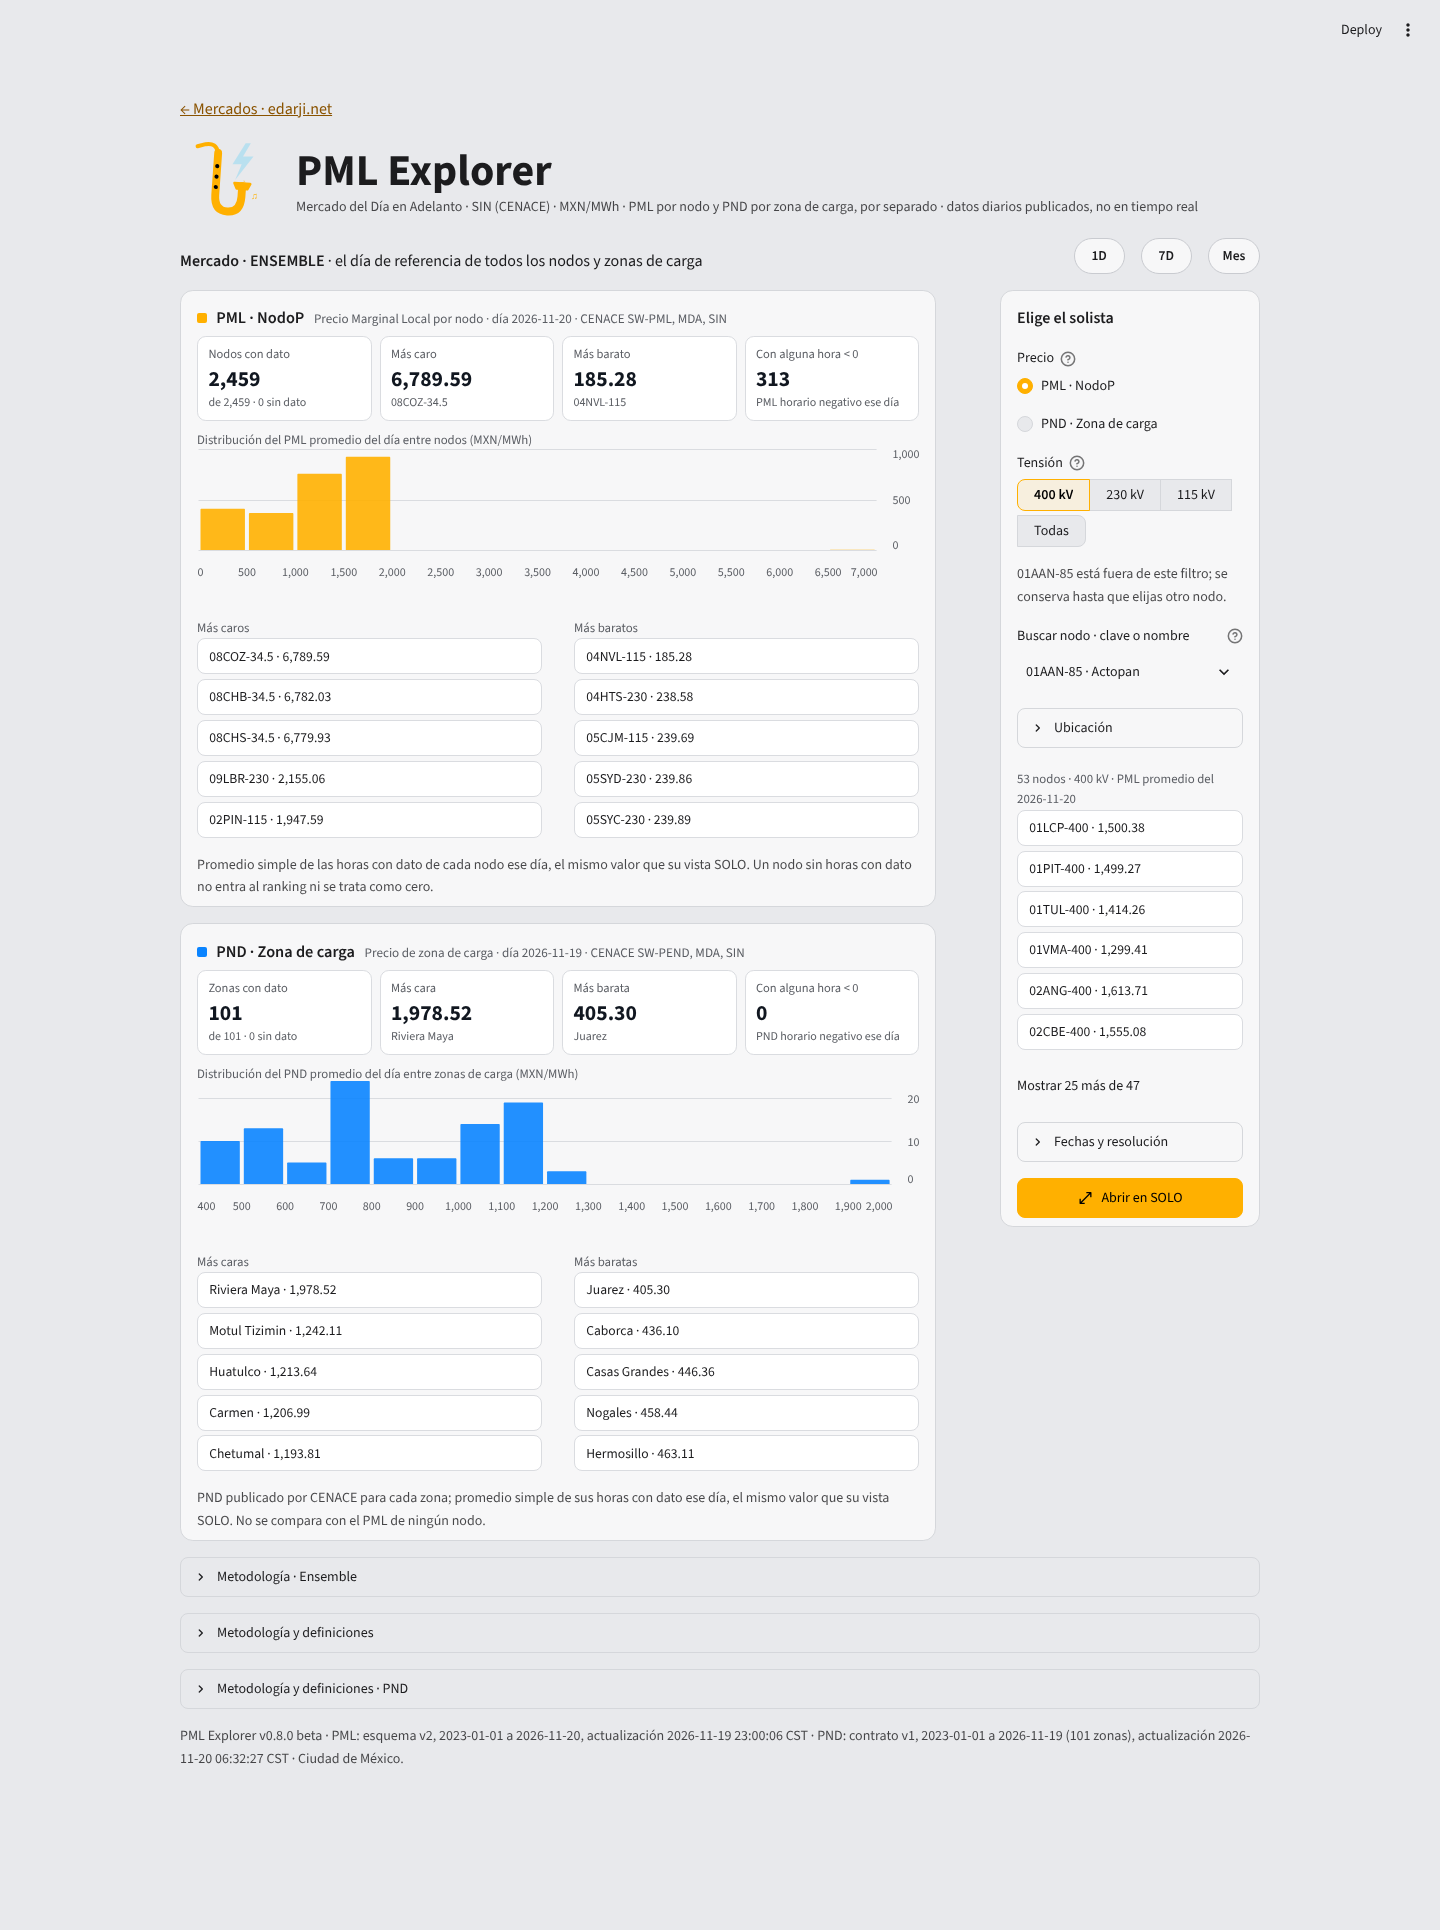 Deploy
← Mercados · edarji.net
PML Explorer
Mercado del Día en Adelanto · SIN (CENACE) · MXN/MWh · PML por nodo y PND por zona de carga, por separado · datos diarios publicados, no en tiempo real
Mercado · ENSEMBLE · el día de referencia de todos los nodos y zonas de carga
1D
7D
Mes
PML · NodoP Precio Marginal Local por nodo · día 2026-11-20 · CENACE SW-PML, MDA, SIN
Nodos con dato
2,459
de 2,459 · 0 sin dato
Más caro
6,789.59
08COZ-34.5
Más barato
185.28
04NVL-115
Con alguna hora < 0
313
PML horario negativo ese día
Distribución del PML promedio del día entre nodos (MXN/MWh)
1,000
500
0
0 500 1,000 1,500 2,000 2,500 3,000 3,500 4,000 4,500 5,000 5,500 6,000 6,500 7,000
Más caros
08COZ-34.5 · 6,789.59
08CHB-34.5 · 6,782.03
08CHS-34.5 · 6,779.93
09LBR-230 · 2,155.06
02PIN-115 · 1,947.59
Más baratos
04NVL-115 · 185.28
04HTS-230 · 238.58
05CJM-115 · 239.69
05SYD-230 · 239.86
05SYC-230 · 239.89
Promedio simple de las horas con dato de cada nodo ese día, el mismo valor que su vista SOLO. Un nodo sin horas con dato
no entra al ranking ni se trata como cero.
PND · Zona de carga Precio de zona de carga · día 2026-11-19 · CENACE SW-PEND, MDA, SIN
Zonas con dato
101
de 101 · 0 sin dato
Más cara
1,978.52
Riviera Maya
Más barata
405.30
Juarez
Con alguna hora < 0
0
PND horario negativo ese día
Distribución del PND promedio del día entre zonas de carga (MXN/MWh)
20
10
0
400 500 600 700 800 900 1,000 1,100 1,200 1,300 1,400 1,500 1,600 1,700 1,800 1,900 2,000
Más caras
Riviera Maya · 1,978.52
Motul Tizimin · 1,242.11
Huatulco · 1,213.64
Carmen · 1,206.99
Chetumal · 1,193.81
Más baratas
Juarez · 405.30
Caborca · 436.10
Casas Grandes · 446.36
Nogales · 458.44
Hermosillo · 463.11
PND publicado por CENACE para cada zona; promedio simple de sus horas con dato ese día, el mismo valor que su vista
SOLO. No se compara con el PML de ningún nodo.
Elige el solista
Precio
PML · NodoP
PND · Zona de carga
Tensión
400 kV
230 kV
115 kV
Todas
01AAN-85 está fuera de este filtro; se
conserva hasta que elijas otro nodo.
Buscar nodo · clave o nombre
01AAN-85 · Actopan
Ubicación
53 nodos · 400 kV · PML promedio del
2026-11-20
01LCP-400 · 1,500.38
01PIT-400 · 1,499.27
01TUL-400 · 1,414.26
01VMA-400 · 1,299.41
02ANG-400 · 1,613.71
02CBE-400 · 1,555.08
Mostrar 25 más de 47
Fechas y resolución
Abrir en SOLO
Metodología · Ensemble
Metodología y definiciones
Metodología y definiciones · PND
PML Explorer v0.8.0 beta · PML: esquema v2, 2023-01-01 a 2026-11-20, actualización 2026-11-19 23:00:06 CST · PND: contrato v1, 2023-01-01 a 2026-11-19 (101 zonas), actualización 2026-
11-20 06:32:27 CST · Ciudad de México.